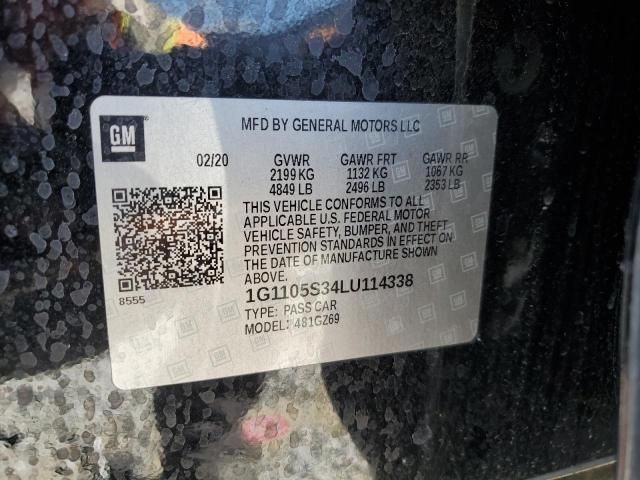 GM
MFD BY GENERAL MOTORS LLC
02/20 GVWR GAWR FRT GAWR RR
2199 KG 1132 KG 1067 KG
4849 LB 2496 LB 2353 LB
THIS VEHICLE CONFORMS TO ALL
APPLICABLE U.S. FEDERAL MOTOR
VEHICLE SAFETY, BUMPER, AND THEFT
PREVENTION STANDARDS IN EFFECT ON
THE DATE OF MANUFACTURE SHOWN
ABOVE.
8555
1G1105S34LU114338
TYPE: PASS CAR
MODEL: 481GZ69